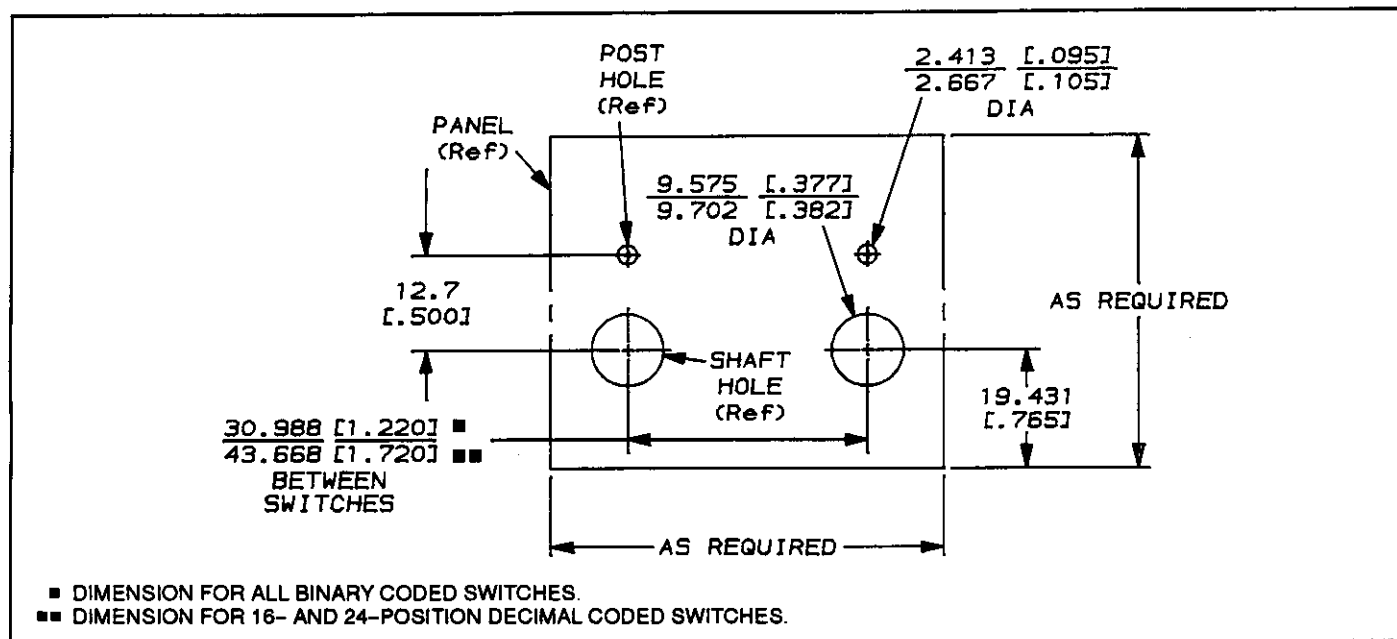 POST
HOLE
(Ref)
2.413 [.095]
2.667 [.105]
DIA
PANEL
(Ref)
9.575 [.377]
9.702 [.382]
DIA
12.7
[.500]
AS REQUIRED
SHAFT
HOLE
(Ref)
19.431
[.765]
30.988 [1.220] ■
43.668 [1.720] ■■
BETWEEN
SWITCHES
AS REQUIRED
■ DIMENSION FOR ALL BINARY CODED SWITCHES.
■■ DIMENSION FOR 16– AND 24–POSITION DECIMAL CODED SWITCHES.